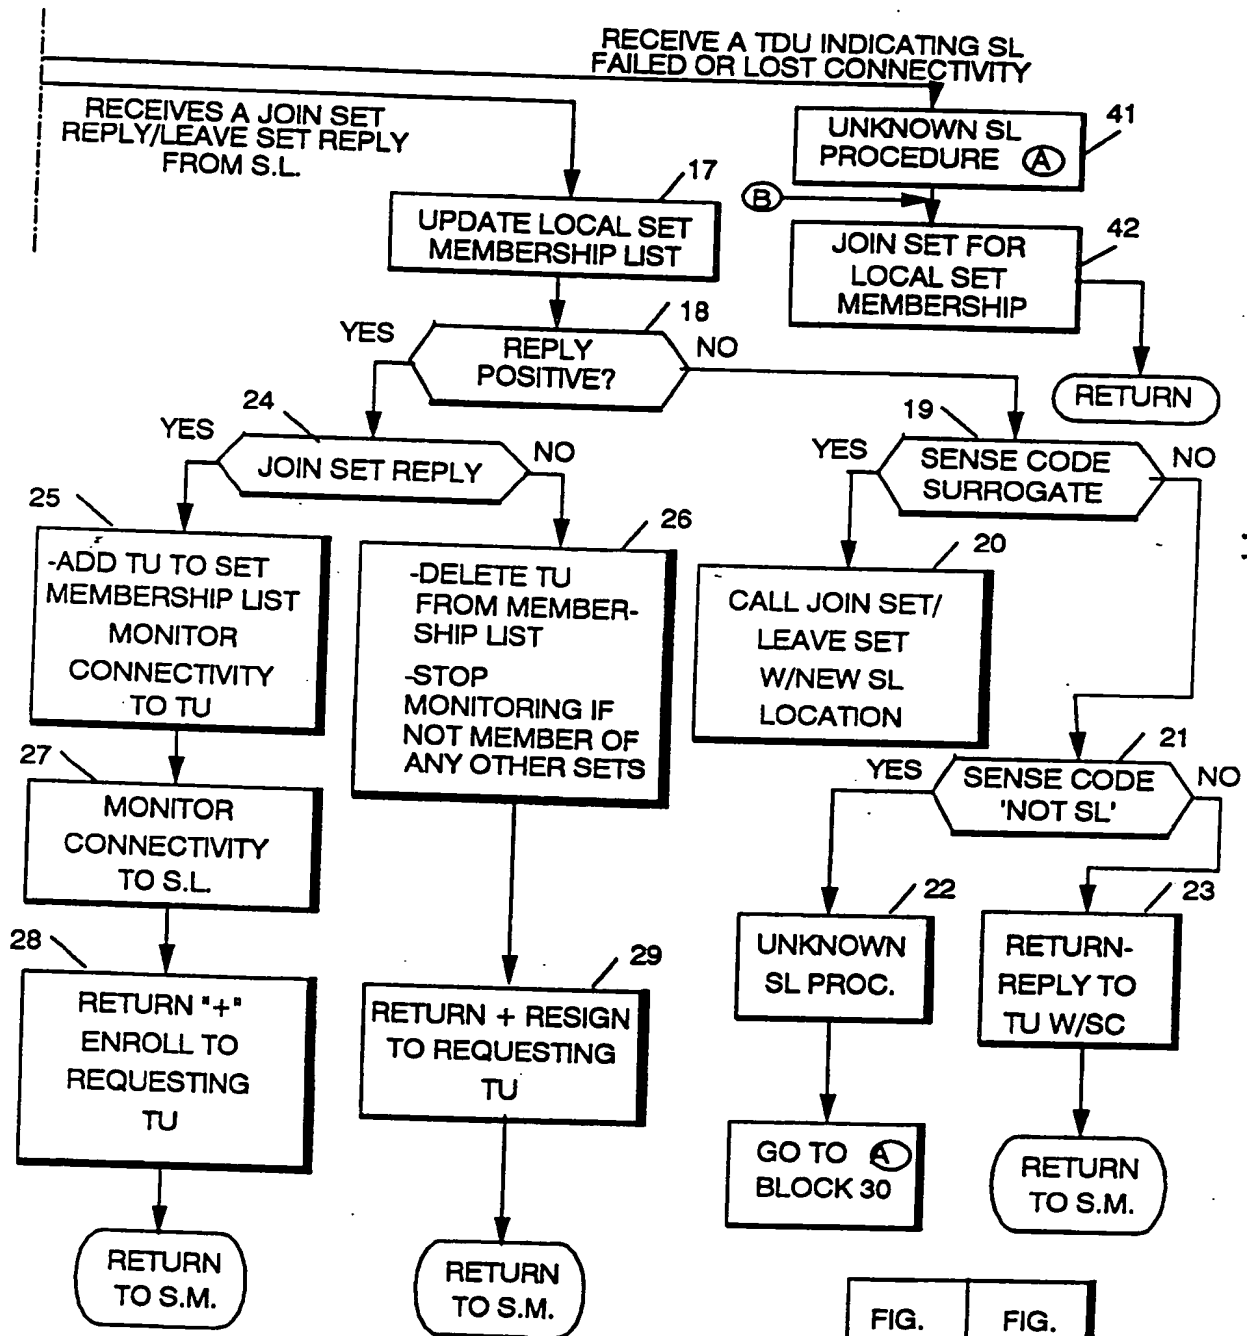 RECEIVE A TDU INDICATING SL
FAILED OR LOST CONNECTIVITY
RECEIVES A JOIN SET
REPLY/LEAVE SET REPLY
FROM S.L.
41
UNKNOWN SL
PROCEDURE A
B
17
UPDATE LOCAL SET
MEMBERSHIP LIST
42
JOIN SET FOR
LOCAL SET
MEMBERSHIP
RETURN
18
YES
REPLY
POSITIVE?
NO
24
YES
JOIN SET REPLY
NO
19
YES
SENSE CODE
SURROGATE
NO
25
-ADD TU TO SET
MEMBERSHIP LIST
MONITOR
CONNECTIVITY
TO TU
26
-DELETE TU
FROM MEMBER-
SHIP LIST
-STOP
MONITORING IF
NOT MEMBER OF
ANY OTHER SETS
20
CALL JOIN SET/
LEAVE SET
W/NEW SL
LOCATION
21
YES
SENSE CODE
'NOT SL'
NO
27
MONITOR
CONNECTIVITY
TO S.L.
22
UNKNOWN
SL PROC.
23
RETURN-
REPLY TO
TU W/SC
28
RETURN "+"
ENROLL TO
REQUESTING
TU
29
RETURN + RESIGN
TO REQUESTING
TU
GO TO A
BLOCK 30
RETURN
TO S.M.
RETURN
TO S.M.
RETURN
TO S.M.
FIG. FIG.